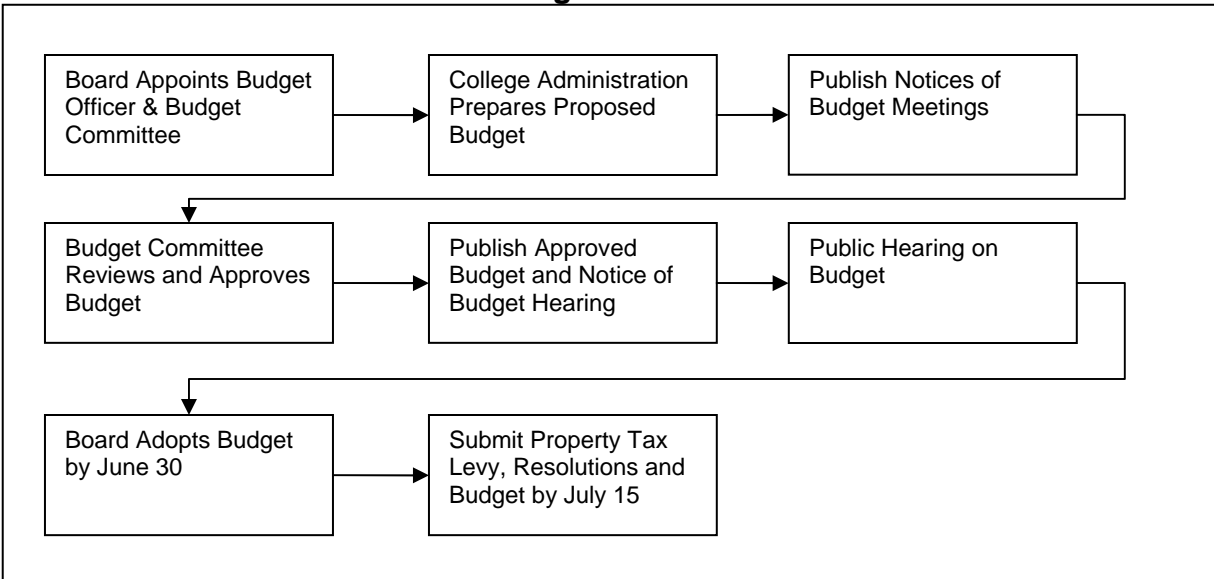 Board Appoints Budget
Officer & Budget
Committee
College Administration
Prepares Proposed
Budget
Publish Notices of
Budget Meetings
Budget Committee
Reviews and Approves
Budget
Publish Approved
Budget and Notice of
Budget Hearing
Public Hearing on
Budget
Board Adopts Budget
by June 30
Submit Property Tax
Levy, Resolutions and
Budget by July 15